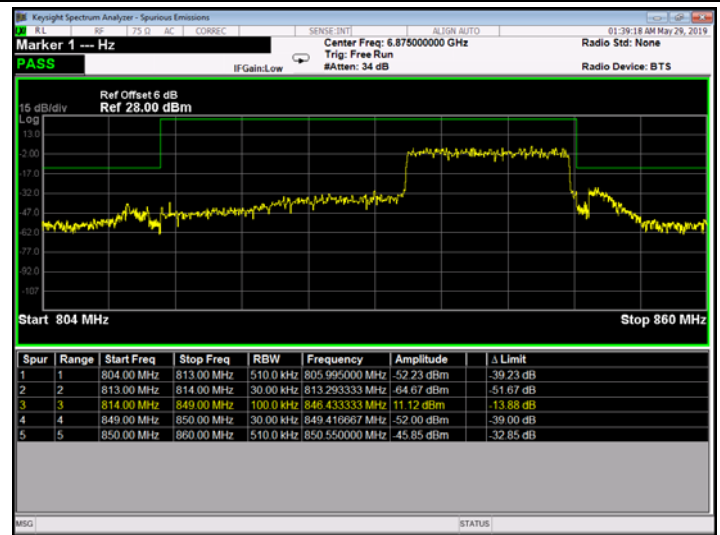 Keysight Spectrum Analyzer - Spurious Emissions
RL RF 75 Ω AC CORREC SENSE:INT ALIGN AUTO 01:39:18 AM May 29, 2019
Marker 1 --- Hz Center Freq: 6.875000000 GHz Radio Std: None
Trig: Free Run
PASS IFGain:Low #Atten: 34 dB Radio Device: BTS
Ref Offset 6 dB
15 dB/div Ref 28.00 dBm
Log
13.0
-2.00
-17.0
-32.0
-47.0
-62.0
-77.0
-92.0
-107
Start 804 MHz Stop 860 MHz
Spur Range Start Freq Stop Freq RBW Frequency Amplitude Δ Limit
1 1 804.00 MHz 813.00 MHz 510.0 kHz 805.995000 MHz -52.23 dBm -39.23 dB
2 2 813.00 MHz 814.00 MHz 30.00 kHz 813.293333 MHz -64.67 dBm -51.67 dB
3 3 814.00 MHz 849.00 MHz 100.0 kHz 846.433333 MHz 11.12 dBm -13.88 dB
4 4 849.00 MHz 850.00 MHz 30.00 kHz 849.416667 MHz -52.00 dBm -39.00 dB
5 5 850.00 MHz 860.00 MHz 510.0 kHz 850.550000 MHz -45.85 dBm -32.85 dB
MSG STATUS